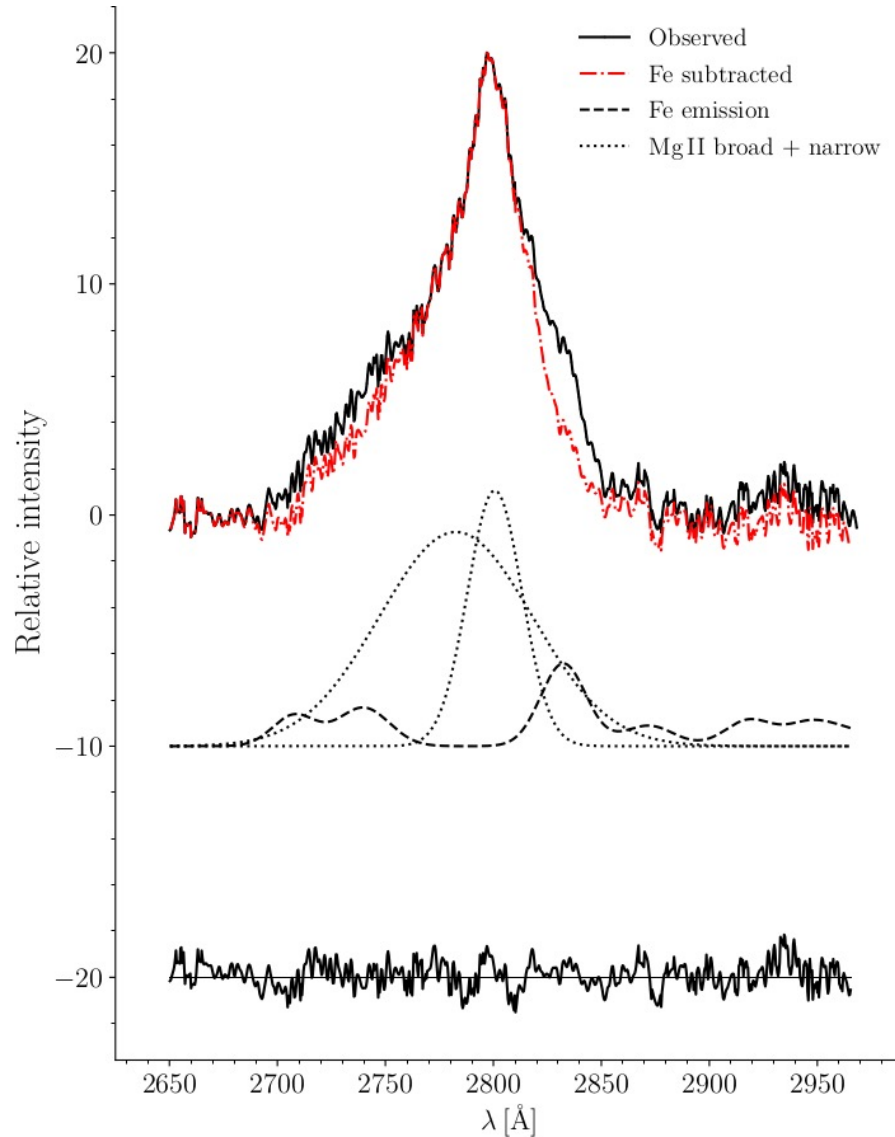 Observed
Fe subtracted
Fe emission
Mg II broad + narrow
20
10
0
−10
−20
Relative intensity
2650 2700 2750 2800 2850 2900 2950
λ [Å]